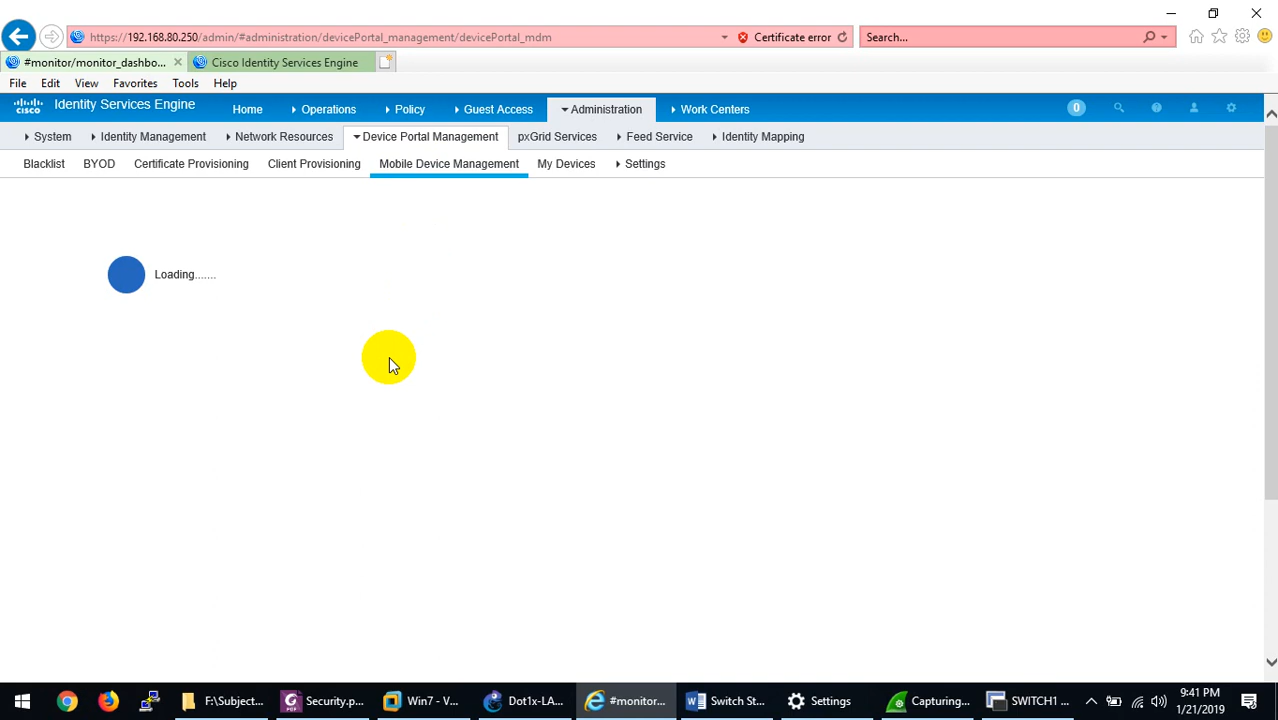 https://192.168.80.250/admin/#administration/devicePortal_management/devicePortal_mdm Certificate error Search...
#monitor/monitor_dashbo... Cisco Identity Services Engine
File Edit View Favorites Tools Help
cisco Identity Services Engine Home Operations Policy Guest Access Administration Work Centers 0
System Identity Management Network Resources Device Portal Management pxGrid Services Feed Service Identity Mapping
Blacklist BYOD Certificate Provisioning Client Provisioning Mobile Device Management My Devices Settings
Loading.......
F:\Subject... Security.p... Win7 - V... Dot1x-LA... #monitor... Switch St... Settings Capturing... SWITCH1 ... 9:41 PM
1/21/2019